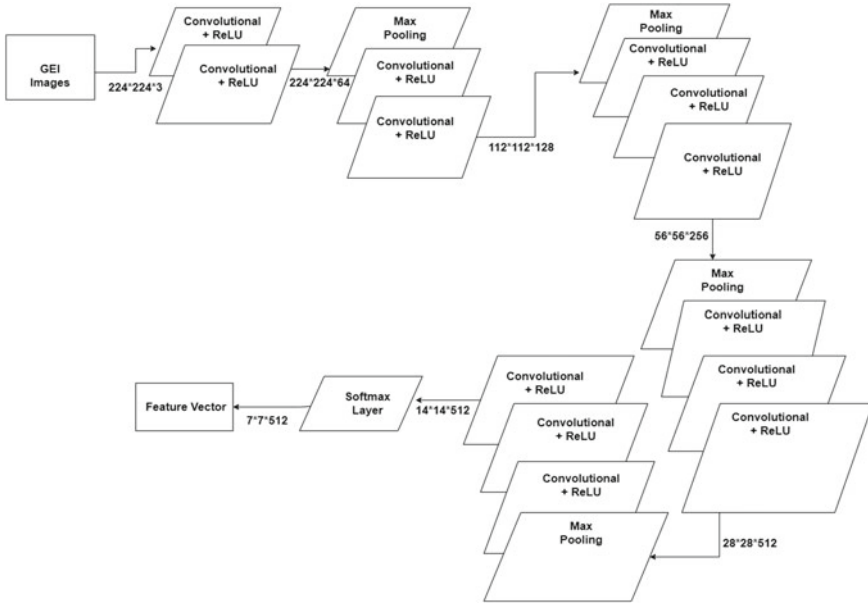 GEI
Images
224*224*3
Convolutional
+ ReLU
Convolutional
+ ReLU
224*224*64
Max
Pooling
Convolutional
+ ReLU
Convolutional
+ ReLU
112*112*128
Max
Pooling
Convolutional
+ ReLU
Convolutional
+ ReLU
Convolutional
+ ReLU
56*56*256
Max
Pooling
Convolutional
+ ReLU
Convolutional
+ ReLU
Convolutional
+ ReLU
28*28*512
Max
Pooling
Convolutional
+ ReLU
Convolutional
+ ReLU
Convolutional
+ ReLU
14*14*512
Softmax
Layer
7*7*512
Feature Vector